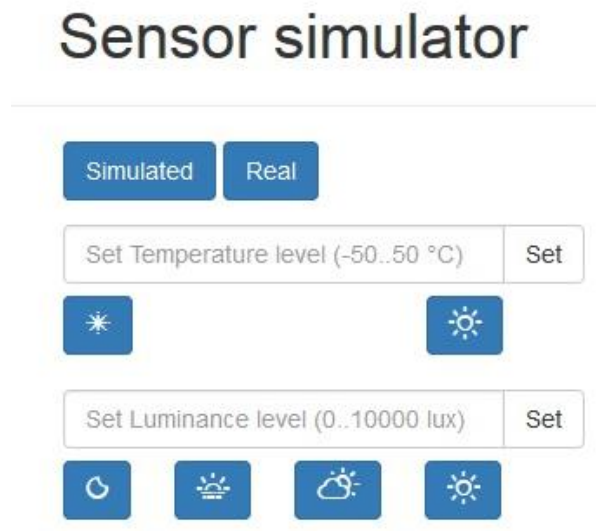 Sensor simulator
Simulated Real
Set Temperature level (-50..50 °C) Set
Set Luminance level (0..10000 lux) Set